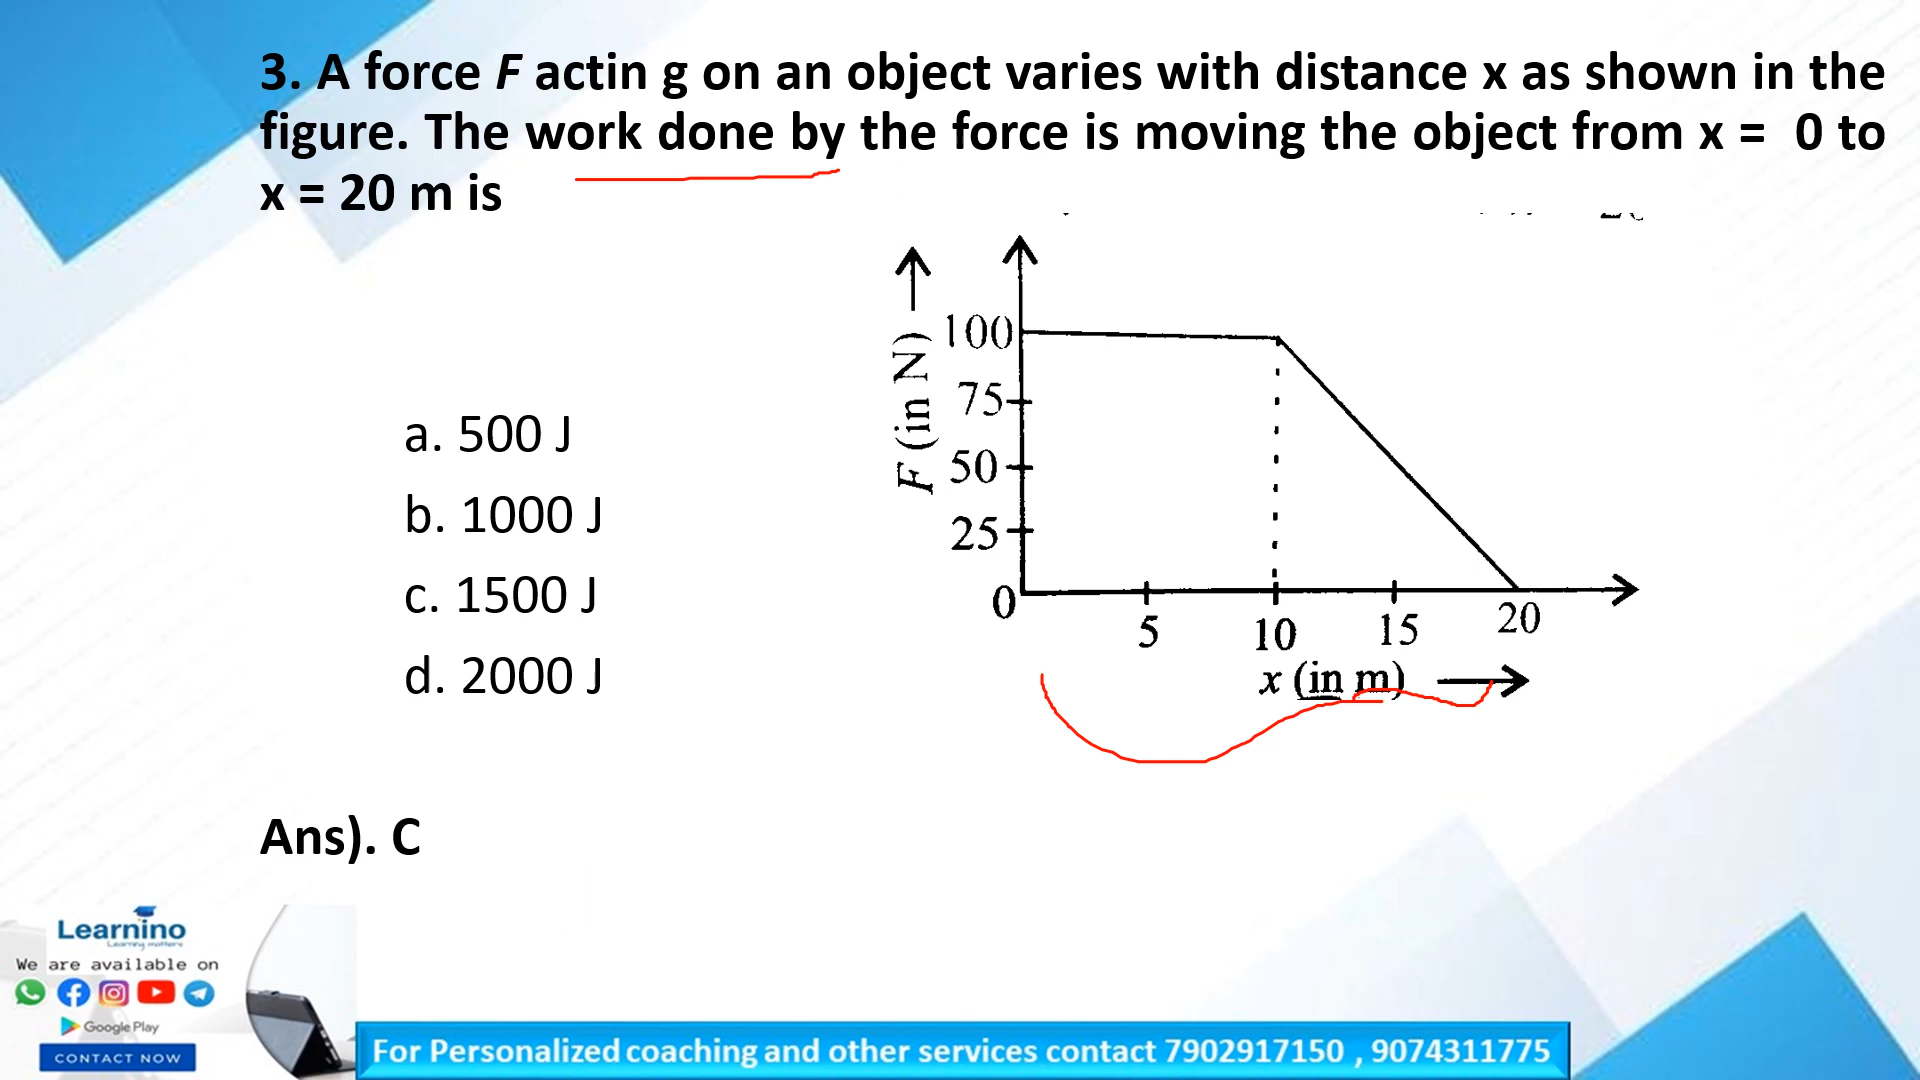 3. A force F actin g on an object varies with distance x as shown in the
figure. The work done by the force is moving the object from x = 0 to
x = 20 m is
a. 500 J
b. 1000 J
c. 1500 J
d. 2000 J
F (in N)
100
75
50
25
0
5
10
15
20
x (in m)
Ans). C
Learnino
Learning matters
We are available on
Google Play
CONTACT NOW
For Personalized coaching and other services contact 7902917150 , 9074311775